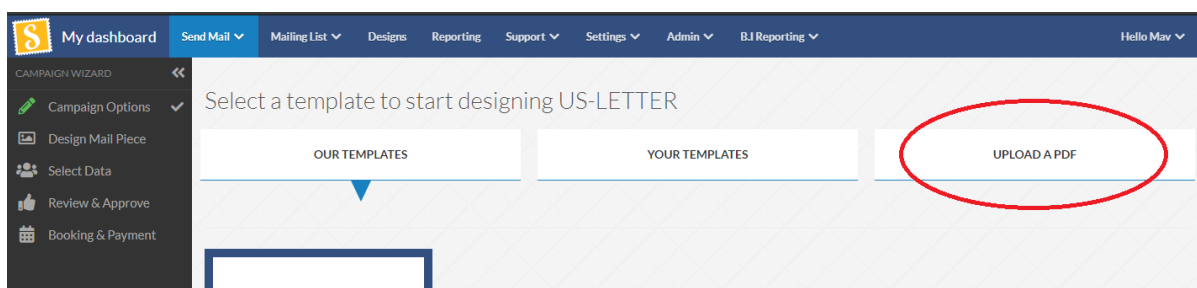 S My dashboard Send Mail Mailing List Designs Reporting Support Settings Admin B.I Reporting Hello Mav
CAMPAIGN WIZARD
Campaign Options
Design Mail Piece
Select Data
Review & Approve
Booking & Payment
Select a template to start designing US-LETTER
OUR TEMPLATES YOUR TEMPLATES UPLOAD A PDF